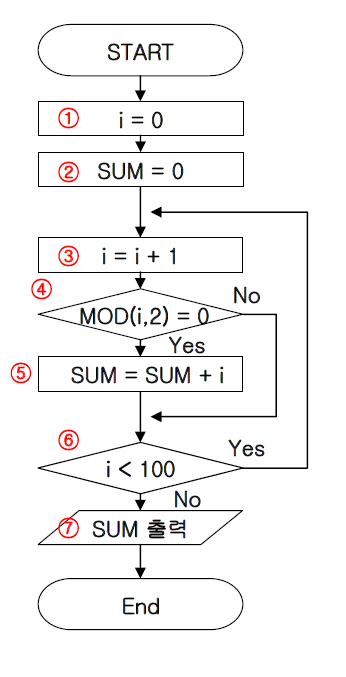 START
① i = 0
② SUM = 0
③ i = i + 1
④
No
MOD(i,2) = 0
Yes
⑤ SUM = SUM + i
⑥
Yes
i < 100
No
⑦ SUM 출력
End